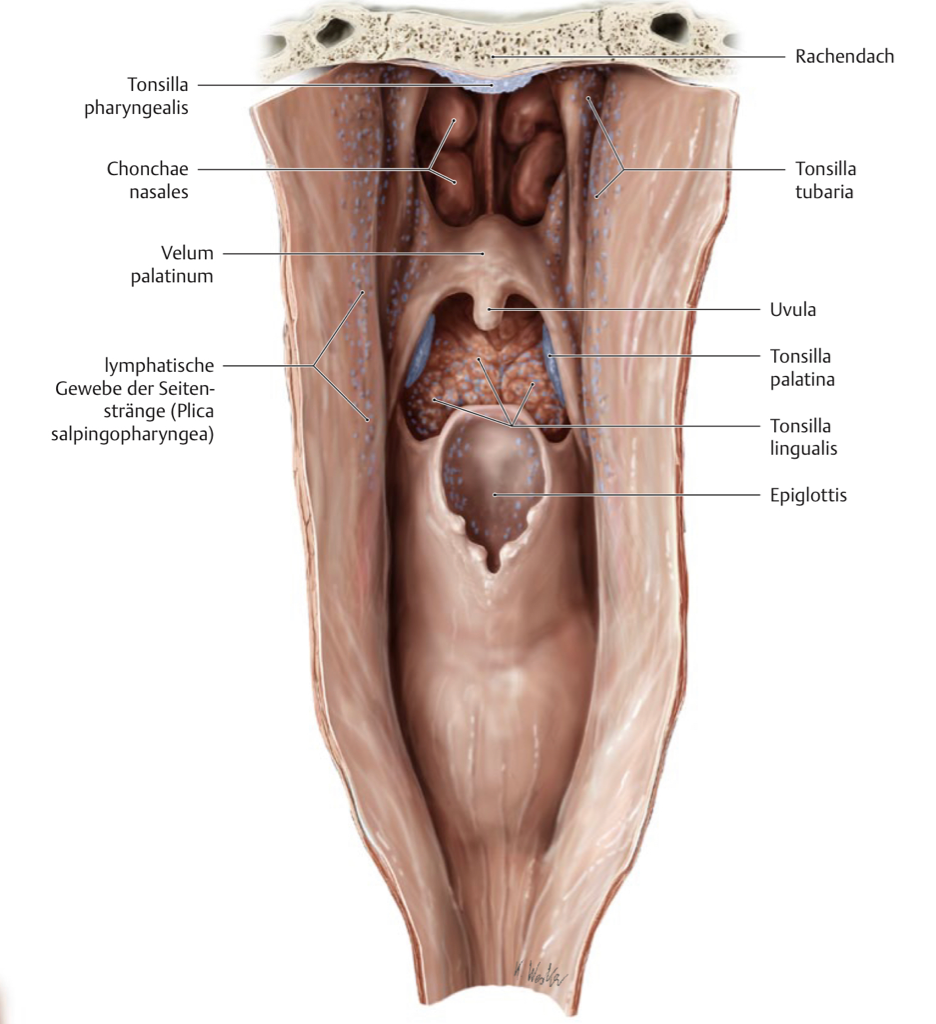 Rachendach
Tonsilla
pharyngealis
Chonchae
nasales
Tonsilla
tubaria
Velum
palatinum
Uvula
Tonsilla
palatina
lymphatische
Gewebe der Seiten-
stränge (Plica
salpingopharyngea)
Tonsilla
lingualis
Epiglottis